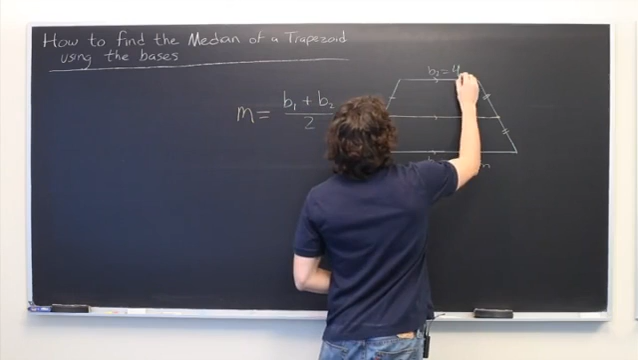 How to find the Median of a Trapezoid
using the bases
b₂ = 4
m = (b₁ + b₂) / 2